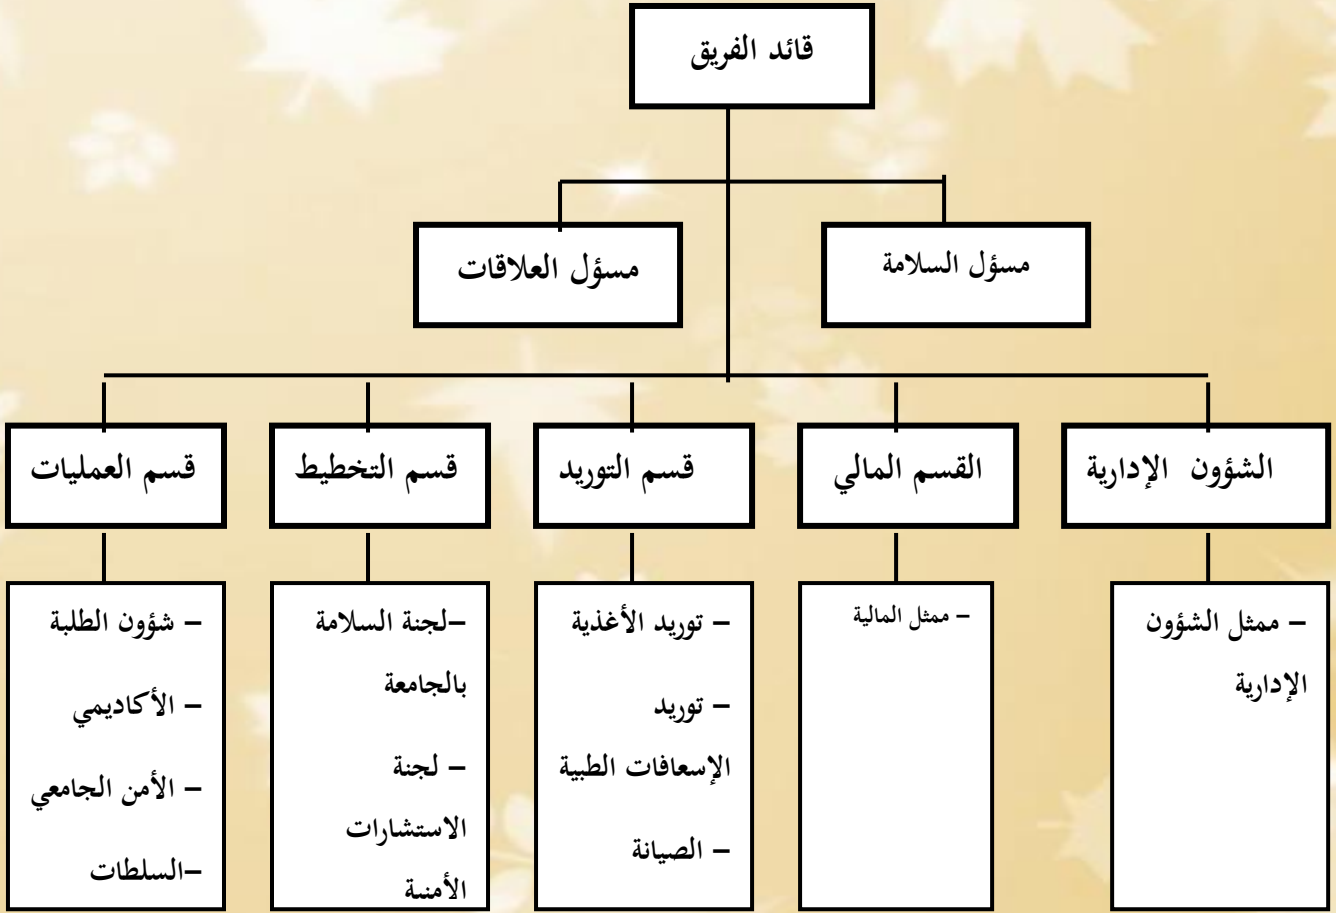 قائد الفريق
مسؤل السلامة
مسؤل العلاقات
الشؤون الإدارية
القسم المالي
قسم التوريد
قسم التخطيط
قسم العمليات
– ممثل الشؤون
الإدارية
– ممثل المالية
– توريد الأغذية
– توريد
الإسعافات الطبية
– الصيانة
–لجنة السلامة
بالجامعة
– لجنة
الاستشارات
الأمنية
– شؤون الطلبة
– الأكاديمي
– الأمن الجامعي
–السلطات